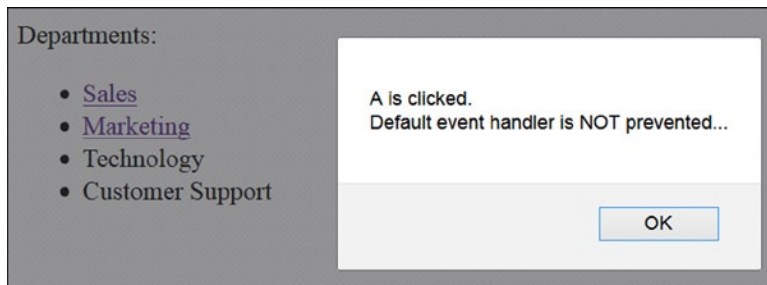 Departments:
Sales
Marketing
Technology
Customer Support
A is clicked.
Default event handler is NOT prevented...
OK